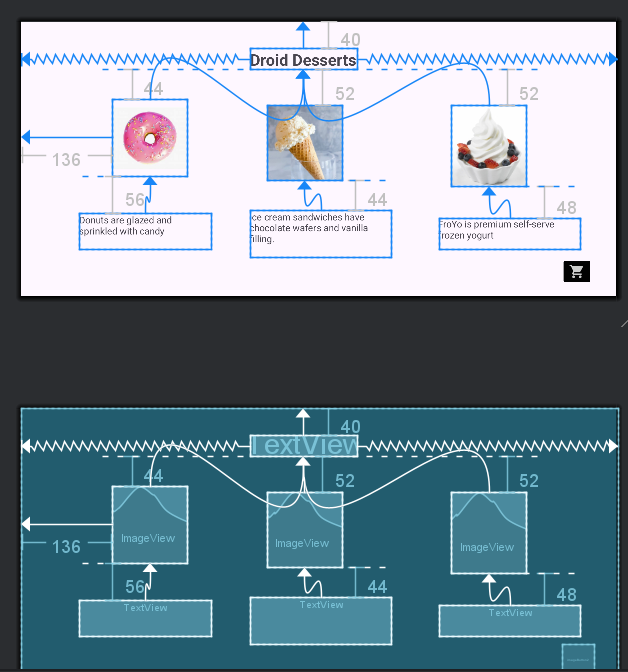 40
Droid Desserts
44
52
52
136
56
44
48
Donuts are glazed and
sprinkled with candy
Ice cream sandwiches have
chocolate wafers and vanilla
filling.
FroYo is premium self-serve
frozen yogurt
40
TextView
44
52
52
ImageView
ImageView
ImageView
136
56
44
48
TextView
TextView
TextView